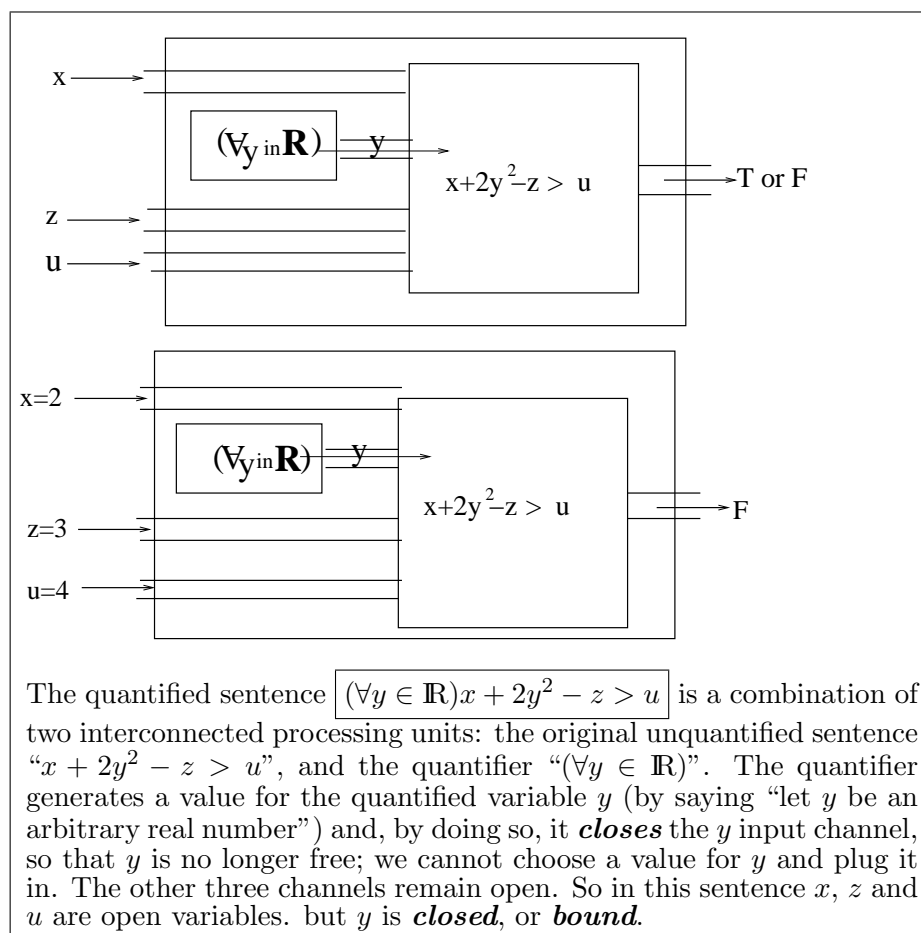 x
(∀y in R) y
x+2y²−z > u
T or F
z
u
x=2
(∀y in R) y
x+2y²−z > u
F
z=3
u=4
The quantified sentence (∀y ∈ ℝ)x + 2y² − z > u is a combination of
two interconnected processing units: the original unquantified sentence
“x + 2y² − z > u”, and the quantifier “(∀y ∈ ℝ)”. The quantifier
generates a value for the quantified variable y (by saying “let y be an
arbitrary real number”) and, by doing so, it closes the y input channel,
so that y is no longer free; we cannot choose a value for y and plug it
in. The other three channels remain open. So in this sentence x, z and
u are open variables. but y is closed, or bound.